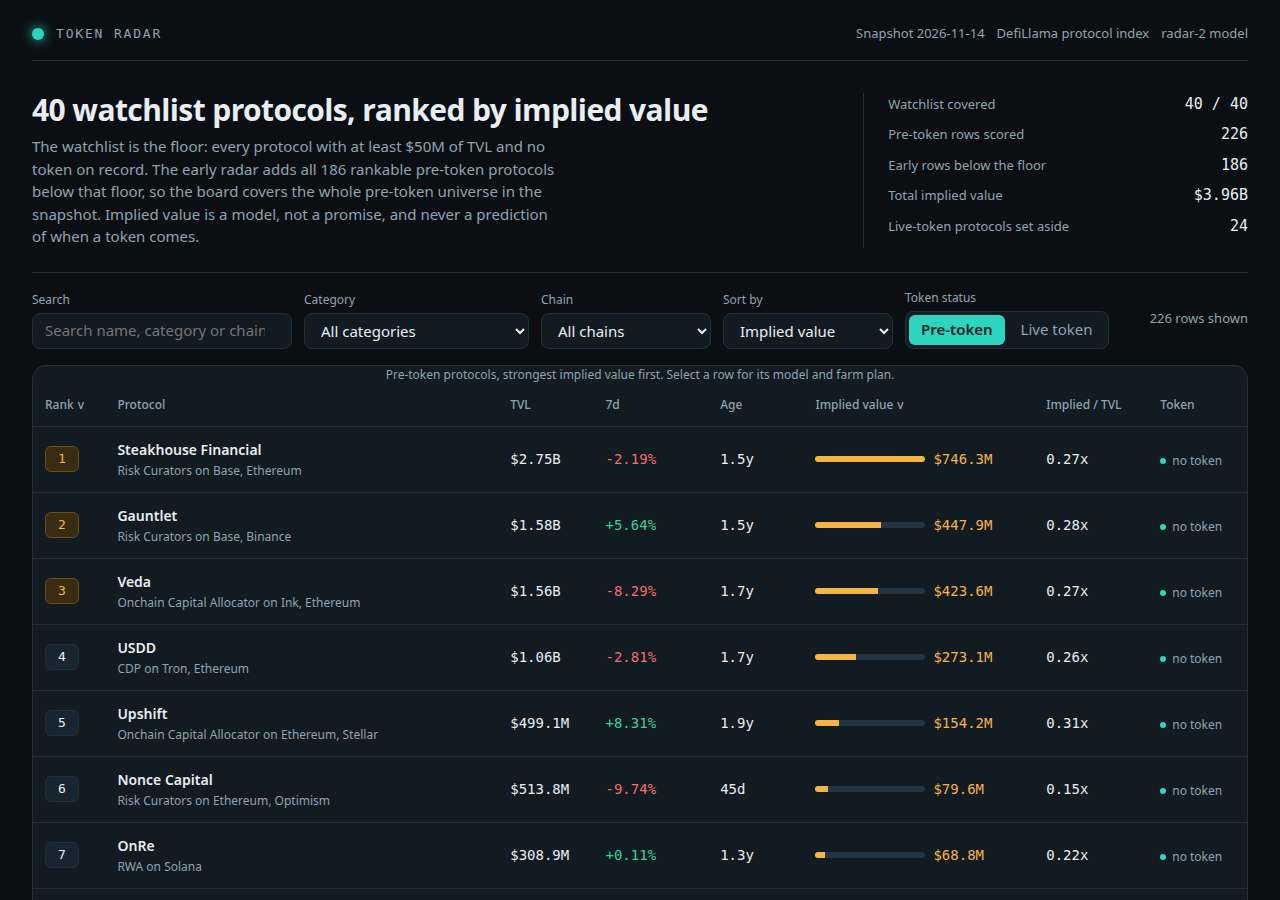 TOKEN RADAR
Snapshot 2026-11-14 DefiLlama protocol index radar-2 model
40 watchlist protocols, ranked by implied value
The watchlist is the floor: every protocol with at least $50M of TVL and no
token on record. The early radar adds all 186 rankable pre-token protocols
below that floor, so the board covers the whole pre-token universe in the
snapshot. Implied value is a model, not a promise, and never a prediction
of when a token comes.
Watchlist covered 40 / 40
Pre-token rows scored 226
Early rows below the floor 186
Total implied value $3.96B
Live-token protocols set aside 24
Search Category Chain Sort by Token status
Search name, category or chain All categories All chains Implied value Pre-token Live token 226 rows shown
Pre-token protocols, strongest implied value first. Select a row for its model and farm plan.
Rank v Protocol TVL 7d Age Implied value v Implied / TVL Token
1 Steakhouse Financial $2.75B -2.19% 1.5y $746.3M 0.27x no token
Risk Curators on Base, Ethereum
2 Gauntlet $1.58B +5.64% 1.5y $447.9M 0.28x no token
Risk Curators on Base, Binance
3 Veda $1.56B -8.29% 1.7y $423.6M 0.27x no token
Onchain Capital Allocator on Ink, Ethereum
4 USDD $1.06B -2.81% 1.7y $273.1M 0.26x no token
CDP on Tron, Ethereum
5 Upshift $499.1M +8.31% 1.9y $154.2M 0.31x no token
Onchain Capital Allocator on Ethereum, Stellar
6 Nonce Capital $513.8M -9.74% 45d $79.6M 0.15x no token
Risk Curators on Ethereum, Optimism
7 OnRe $308.9M +0.11% 1.3y $68.8M 0.22x no token
RWA on Solana